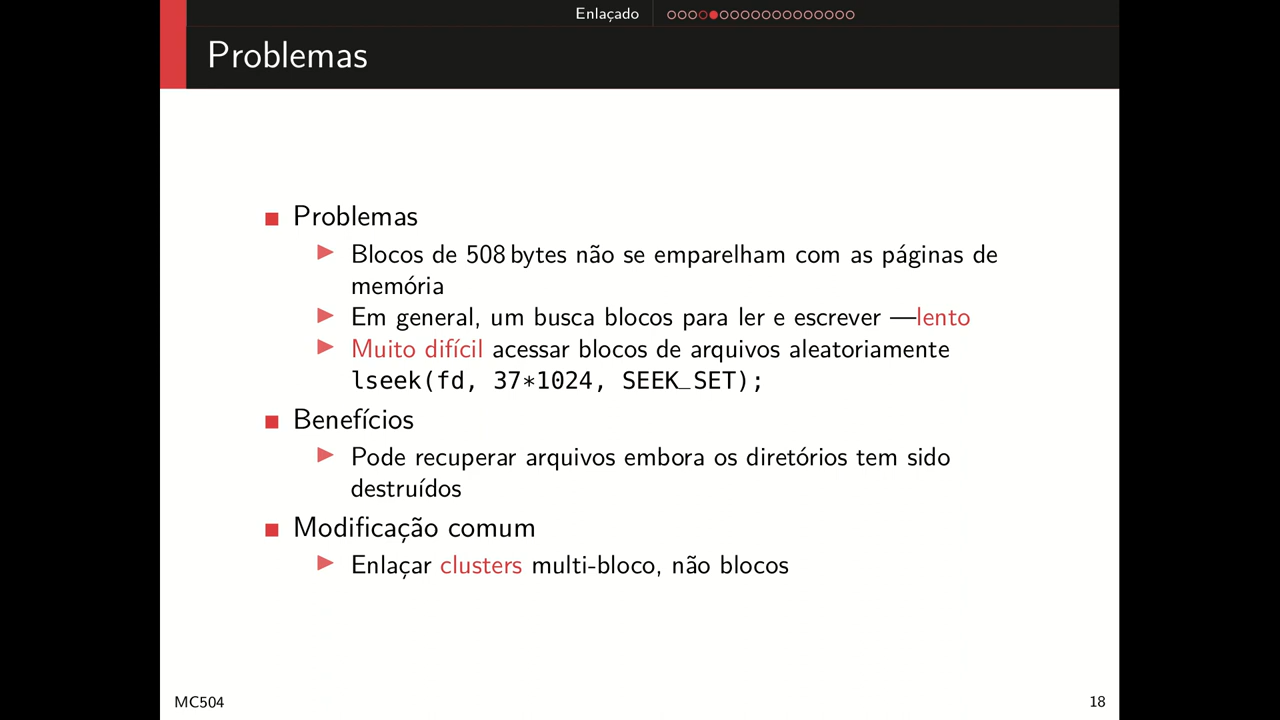 Enlaçado
Problemas
Problemas
Blocos de 508 bytes não se emparelham com as páginas de
memória
Em general, um busca blocos para ler e escrever —lento
Muito difícil acessar blocos de arquivos aleatoriamente
lseek(fd, 37*1024, SEEK_SET);
Benefícios
Pode recuperar arquivos embora os diretórios tem sido
destruídos
Modificação comum
Enlaçar clusters multi-bloco, não blocos
MC504
18